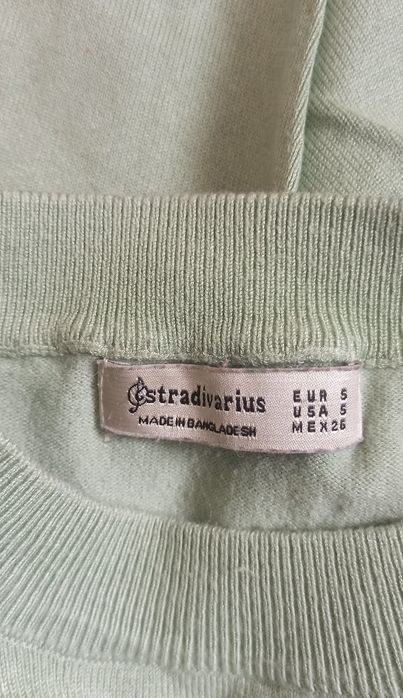 stradivarius
MADE IN BANGLADESH
EUR S
USA S
MEX 26